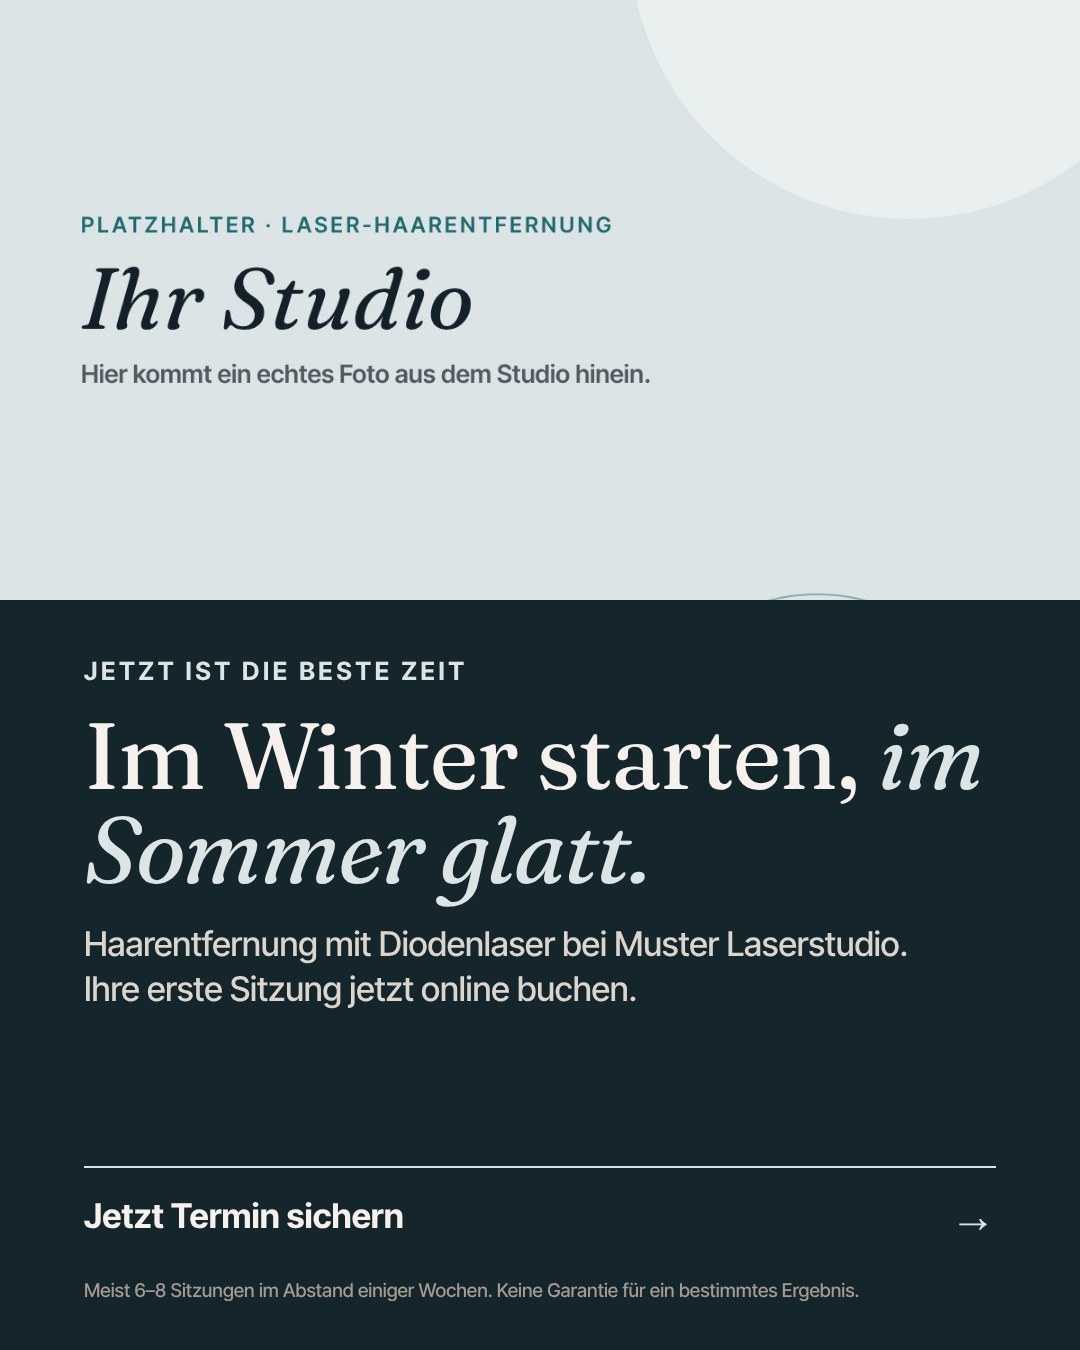 PLATZHALTER · LASER-HAARENTFERNUNG
Ihr Studio
Hier kommt ein echtes Foto aus dem Studio hinein.
JETZT IST DIE BESTE ZEIT
Im Winter starten, im
Sommer glatt.
Haarentfernung mit Diodenlaser bei Muster Laserstudio.
Ihre erste Sitzung jetzt online buchen.
Jetzt Termin sichern →
Meist 6–8 Sitzungen im Abstand einiger Wochen. Keine Garantie für ein bestimmtes Ergebnis.